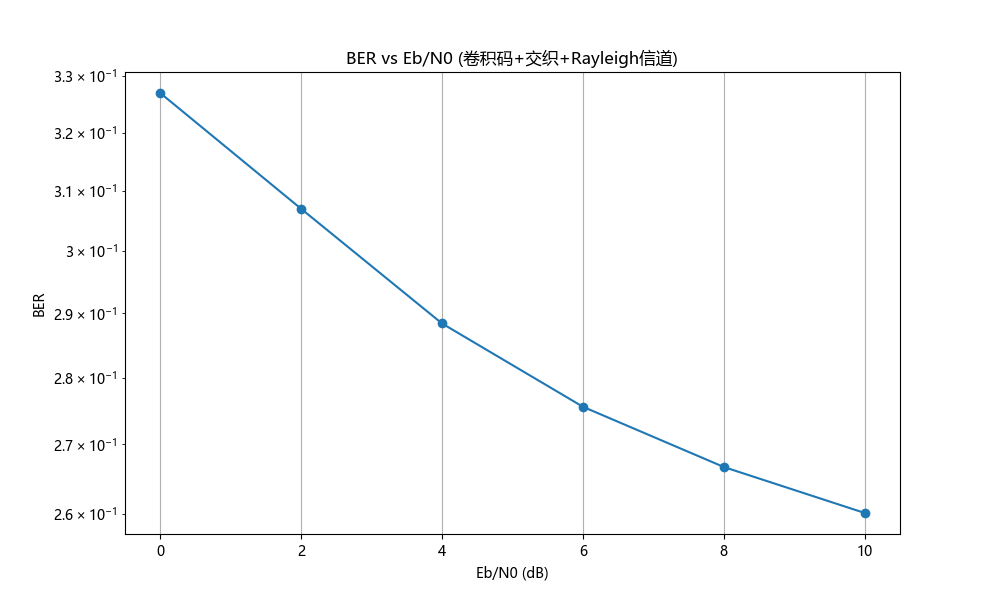 BER vs Eb/N0 (卷积码+交织+Rayleigh信道)
3.3 × 10⁻¹
3.2 × 10⁻¹
3.1 × 10⁻¹
3 × 10⁻¹
2.9 × 10⁻¹
2.8 × 10⁻¹
2.7 × 10⁻¹
2.6 × 10⁻¹
BER
0 2 4 6 8 10
Eb/N0 (dB)